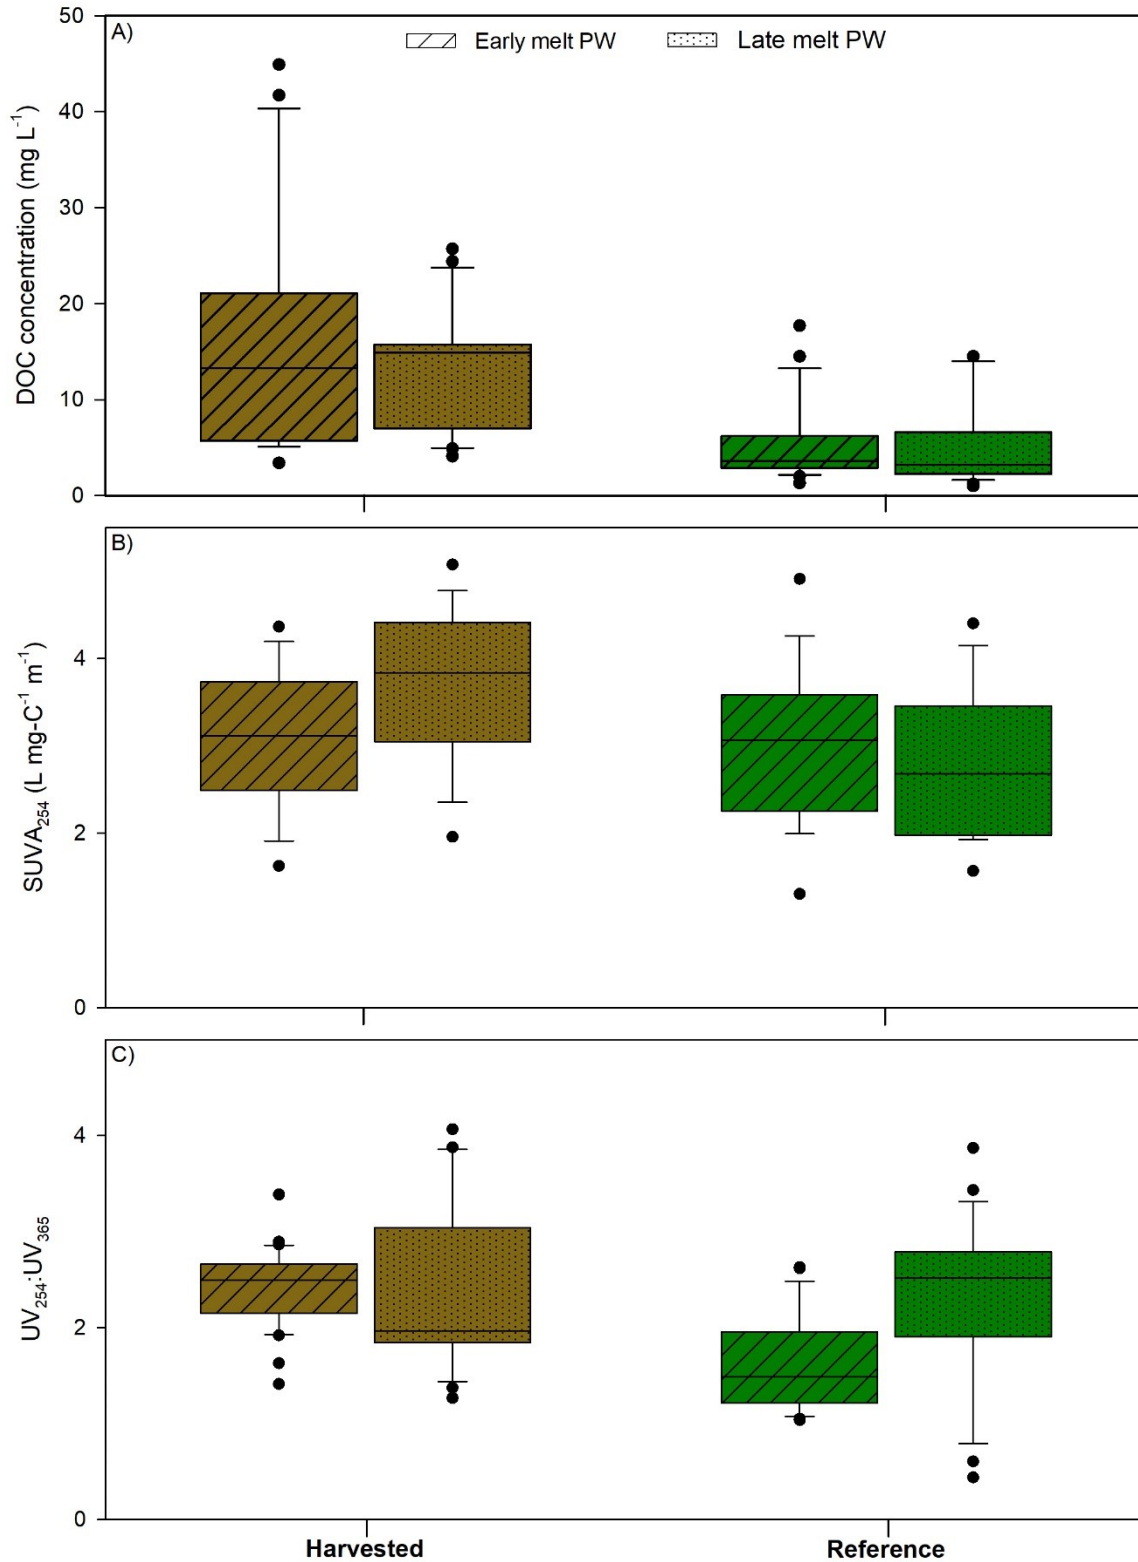 A)
Early melt PW
Late melt PW
50
40
30
20
10
0
DOC concentration (mg L⁻¹)
B)
4
2
0
SUVA₂₅₄ (L mg-C⁻¹ m⁻¹)
C)
4
2
0
UV₂₅₄:UV₃₆₅
Harvested
Reference